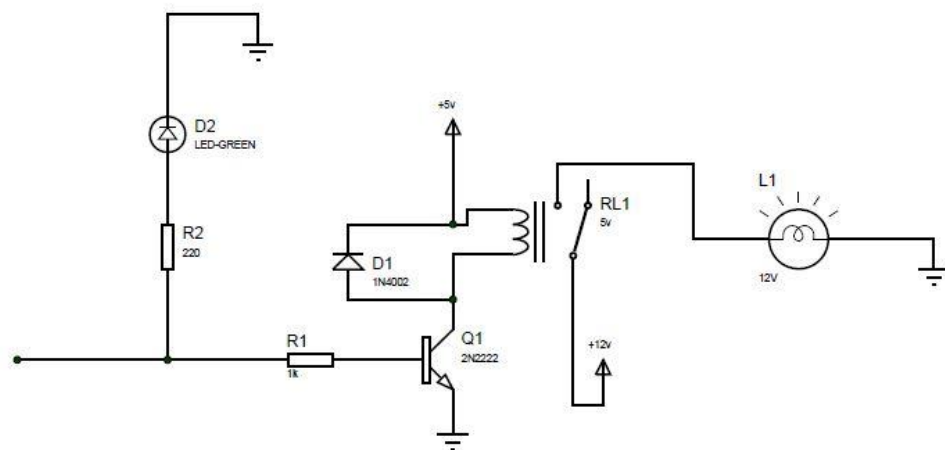 D2
LED-GREEN
+5v
L1
RL1
5v
R2
220
D1
1N4002
12V
R1
1k
Q1
2N2222
+12v